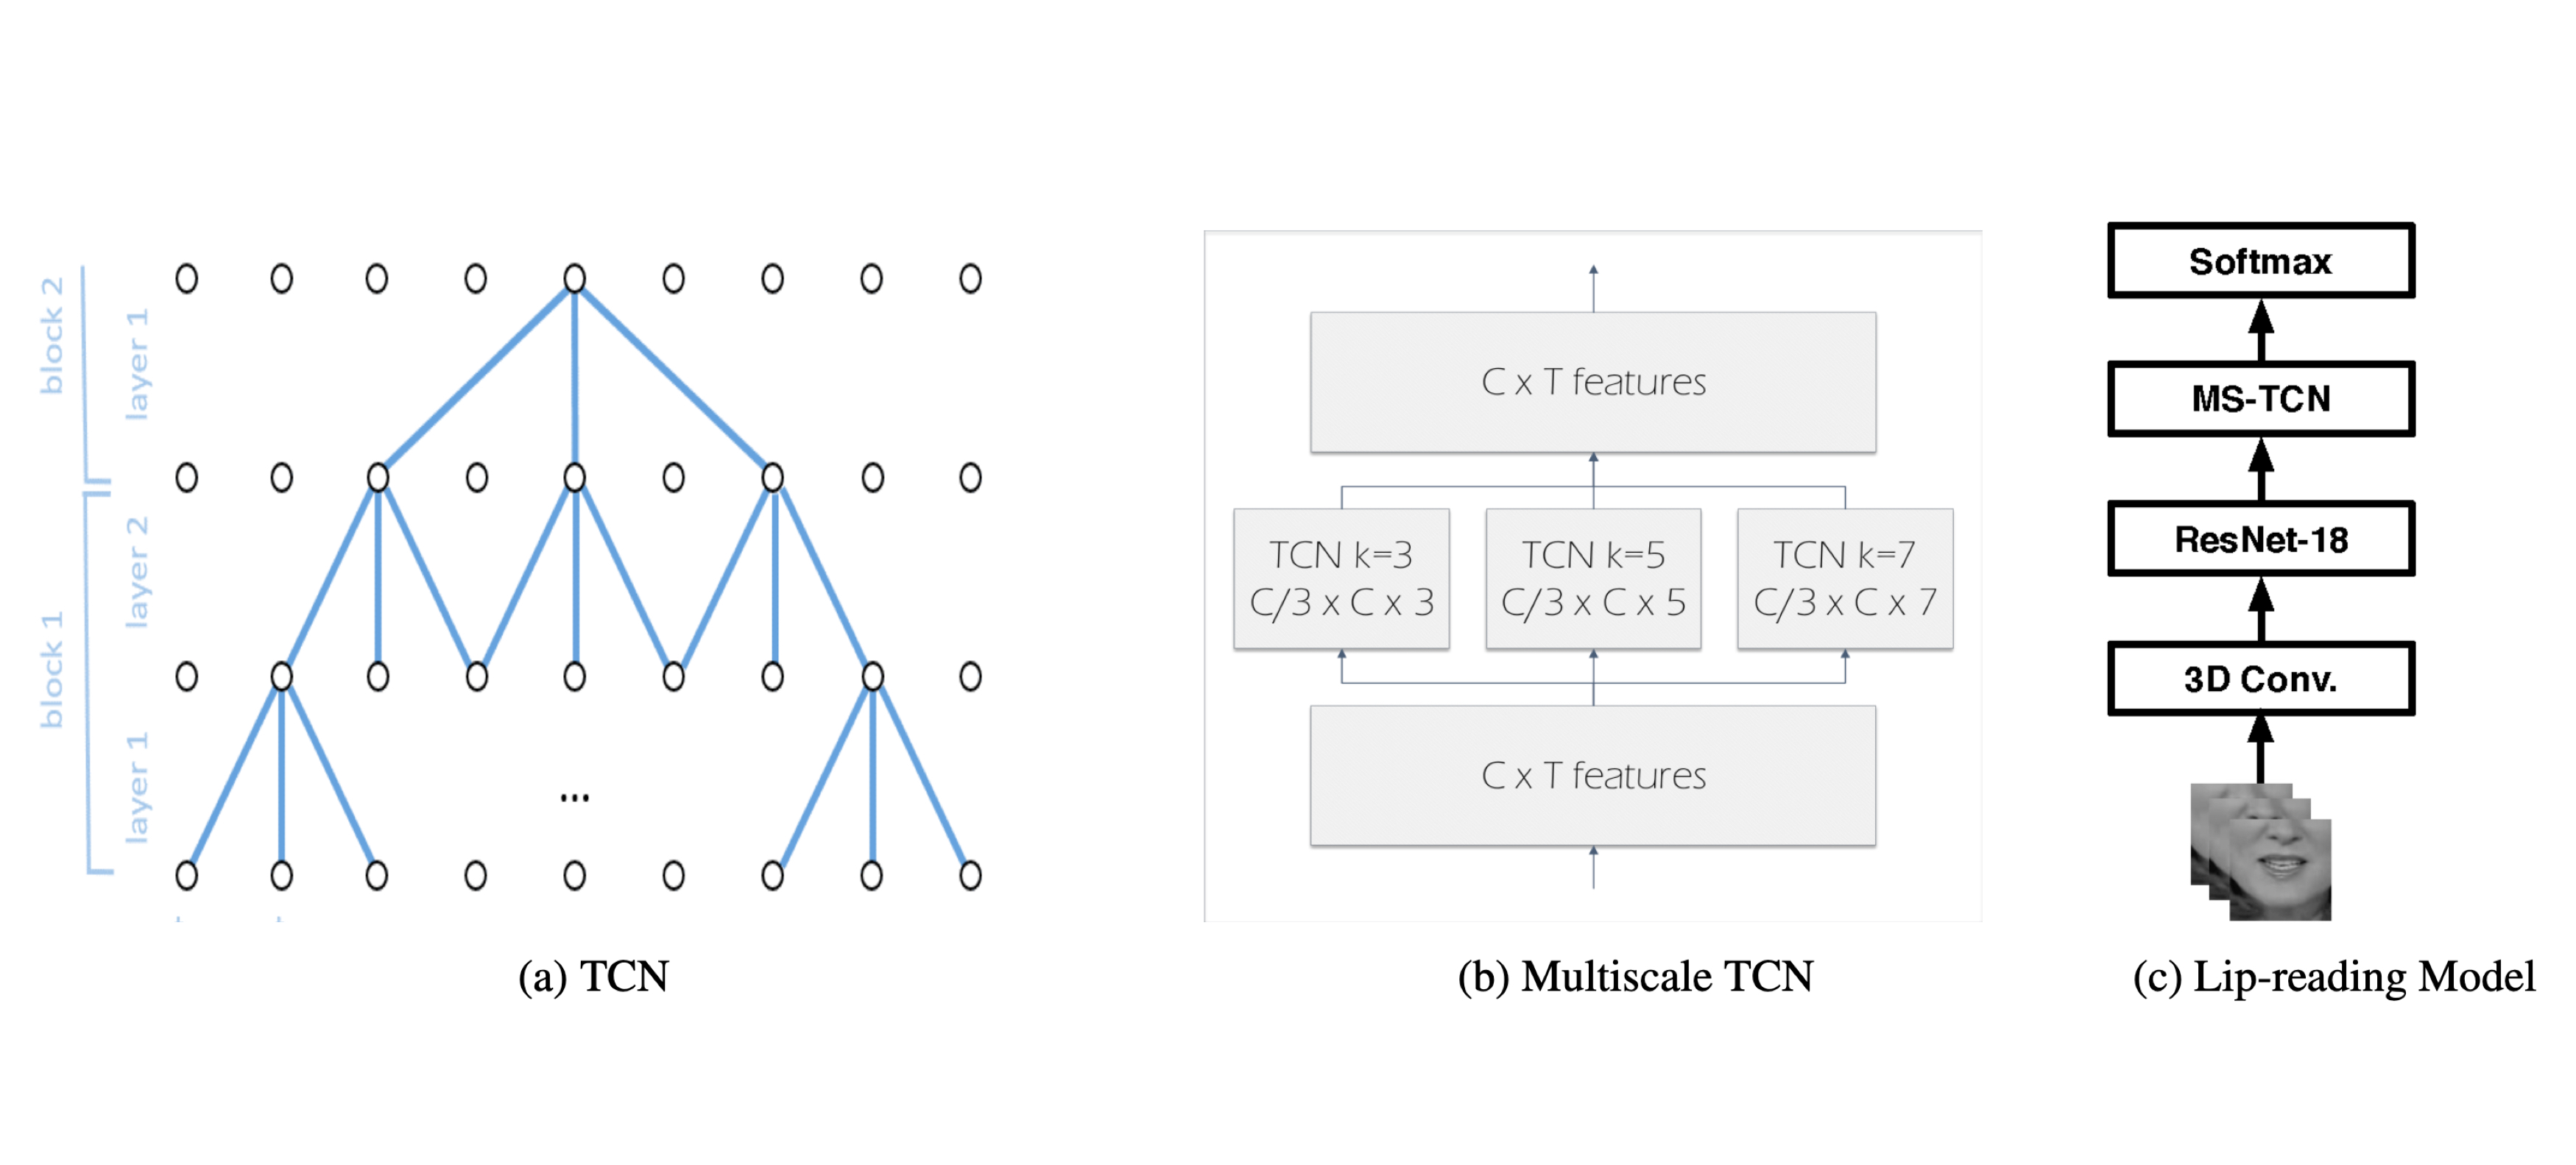 block 2
layer 1
block 1
layer 2
layer 1
...
(a) TCN
C x T features
TCN k=3
C/3 x C x 3
TCN k=5
C/3 x C x 5
TCN k=7
C/3 x C x 7
C x T features
(b) Multiscale TCN
Softmax
MS-TCN
ResNet-18
3D Conv.
(c) Lip-reading Model